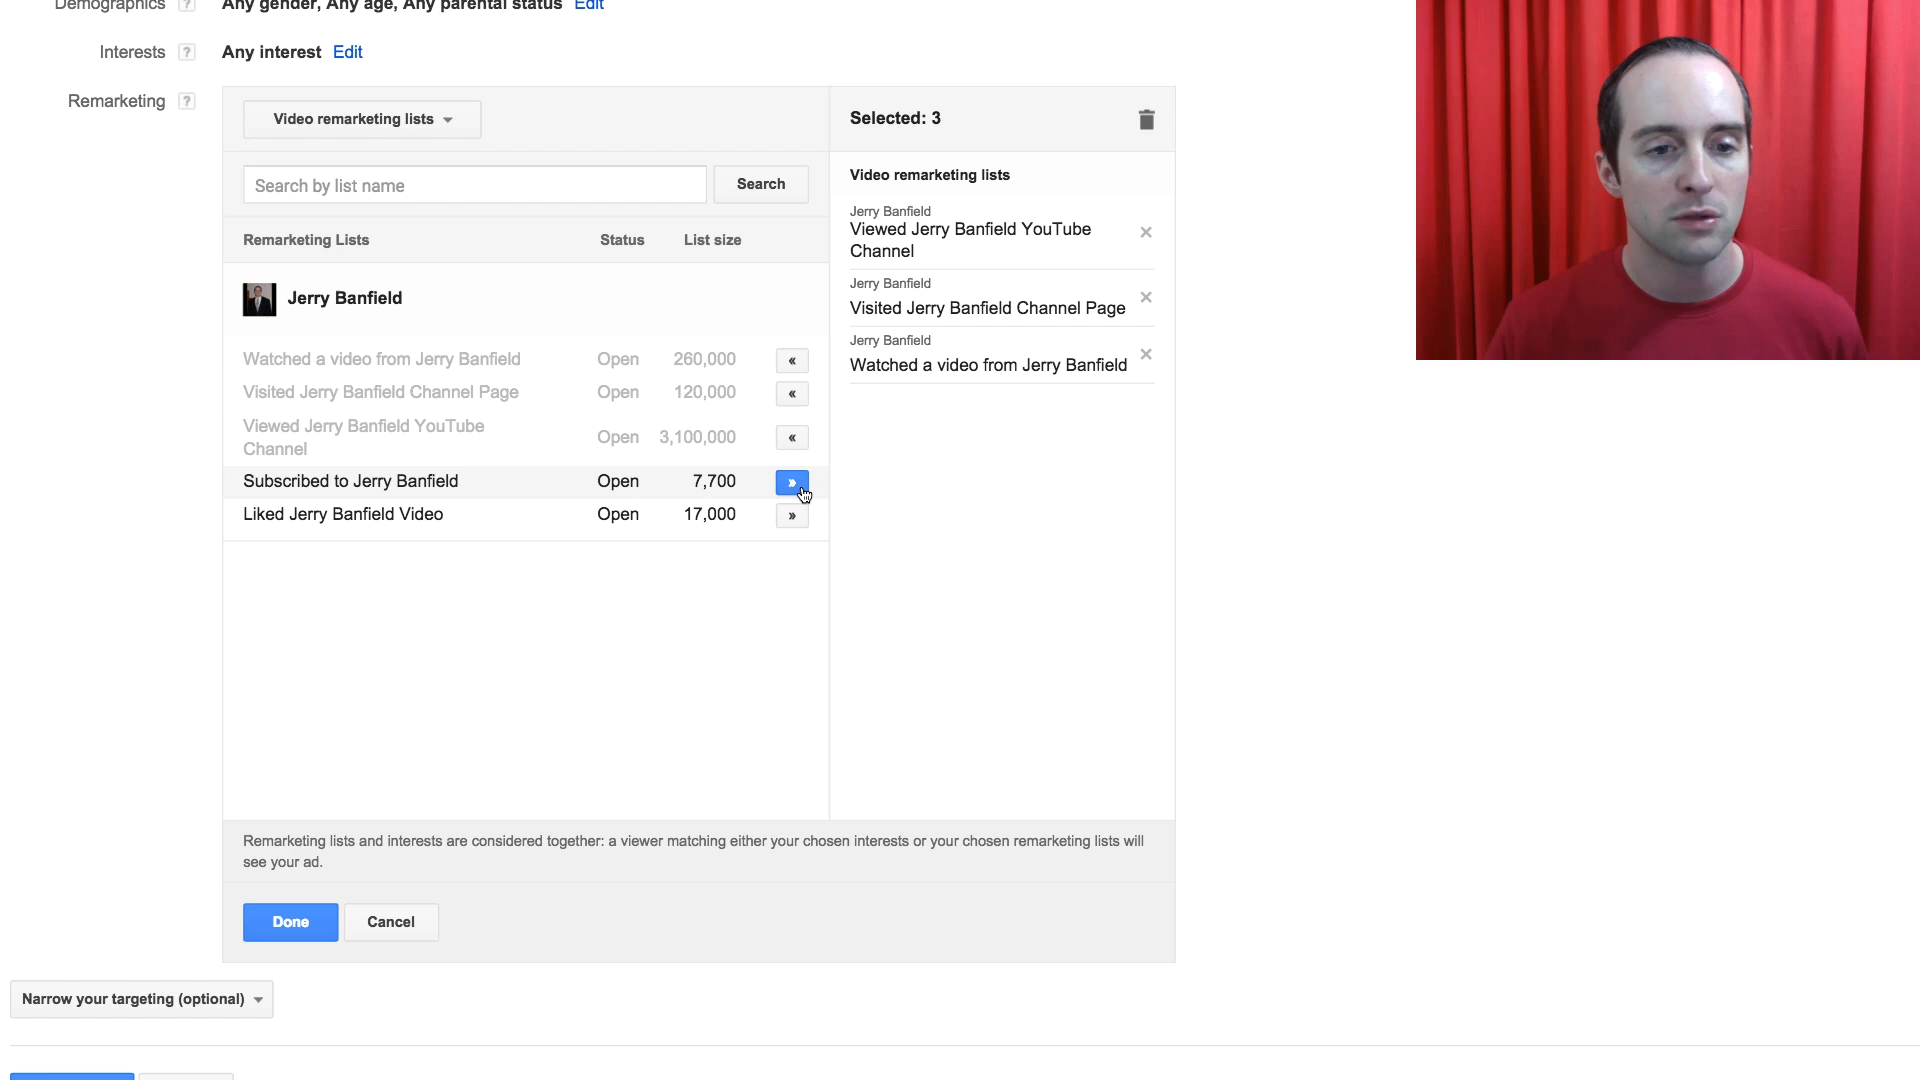 Demographics ? Any gender, Any age, Any parental status Edit
Interests ? Any interest Edit
Remarketing ?
Video remarketing lists
Selected: 3
Search by list name
Search
Video remarketing lists
Remarketing Lists Status List size
Jerry Banfield
Viewed Jerry Banfield YouTube
Channel
Jerry Banfield
Jerry Banfield
Visited Jerry Banfield Channel Page
Jerry Banfield
Watched a video from Jerry Banfield
Watched a video from Jerry Banfield Open 260,000 «
Visited Jerry Banfield Channel Page Open 120,000 «
Viewed Jerry Banfield YouTube
Channel Open 3,100,000 «
Subscribed to Jerry Banfield Open 7,700 »
Liked Jerry Banfield Video Open 17,000 »
Remarketing lists and interests are considered together: a viewer matching either your chosen interests or your chosen remarketing lists will
see your ad.
Done Cancel
Narrow your targeting (optional)